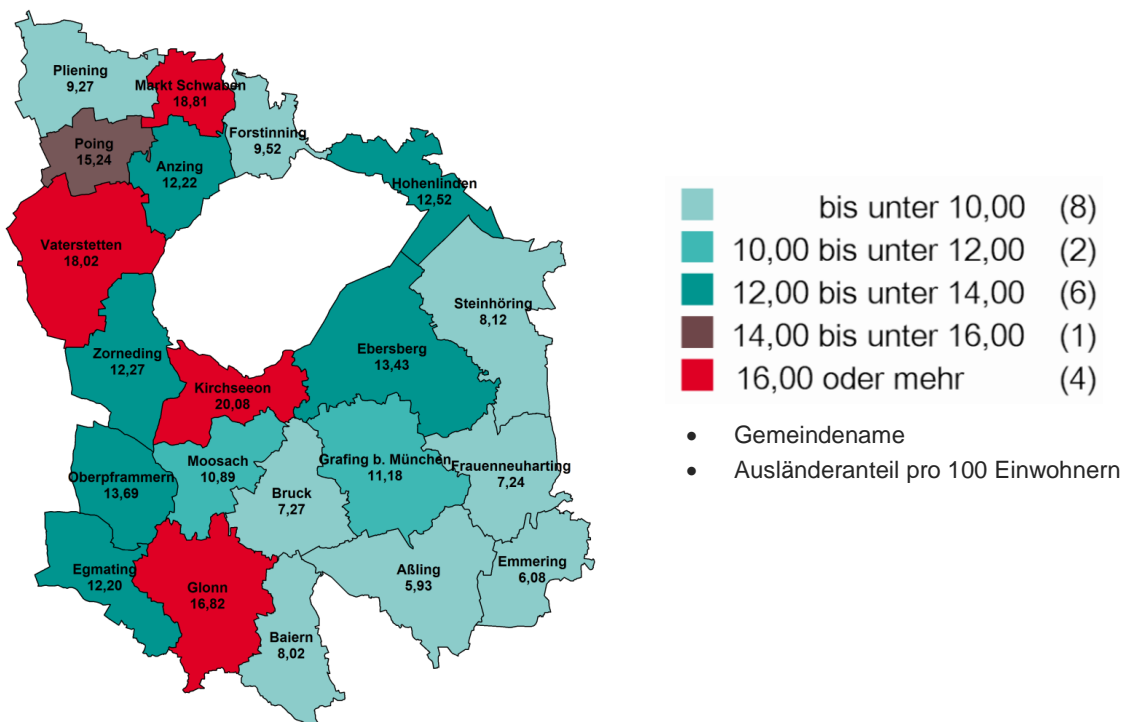 Pliening
9,27
Markt Schwaben
18,81
Forstinning
9,52
Poing
15,24
Anzing
12,22
Hohenlinden
12,52
Vaterstetten
18,02
Steinhöring
8,12
Zorneding
12,27
Ebersberg
13,43
Kirchseeon
20,08
Oberpframmern
13,69
Moosach
10,89
Grafing b. München
11,18
Frauenneuharting
7,24
Bruck
7,27
Egmating
12,20
Glonn
16,82
Aßling
5,93
Emmering
6,08
Baiern
8,02
bis unter 10,00 (8)
10,00 bis unter 12,00 (2)
12,00 bis unter 14,00 (6)
14,00 bis unter 16,00 (1)
16,00 oder mehr (4)
• Gemeindename
• Ausländeranteil pro 100 Einwohnern